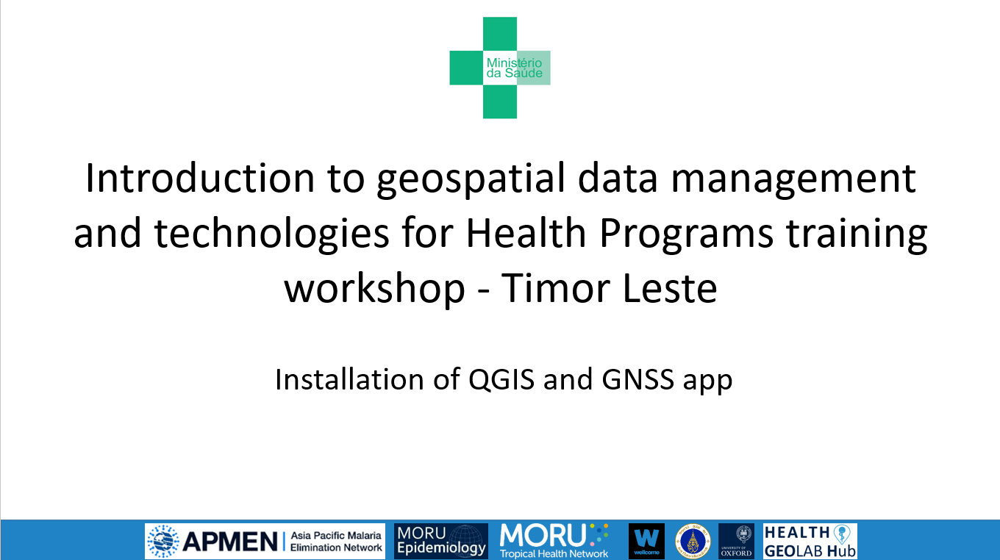 Ministério
da Saúde
Introduction to geospatial data management
and technologies for Health Programs training
workshop - Timor Leste
Installation of QGIS and GNSS app
APMEN
Asia Pacific Malaria
Elimination Network
MORU
Epidemiology
MORU
Tropical Health Network
W
wellcome
UNIVERSITY OF
OXFORD
HEALTH
GEOLAB Hub